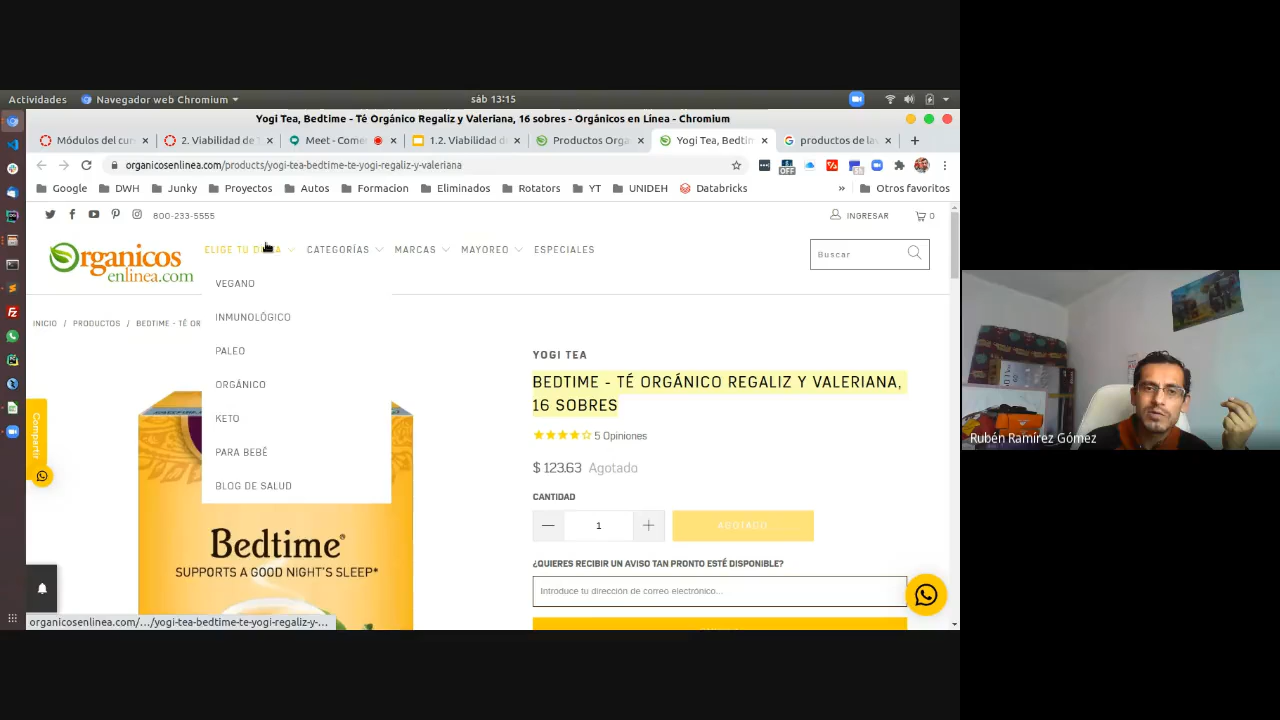 Actividades
Navegador web Chromium
sáb 13:15
Yogi Tea, Bedtime - Té Orgánico Regaliz y Valeriana, 16 sobres - Orgánicos en Línea - Chromium
Módulos del cur
2. Viabilidad de
Meet - Come
1.2. Viabilidad d
Productos Orga
Yogi Tea, Bedtim
productos de la
organicosenlinea.com/products/yogi-tea-bedtime-te-yogi-regaliz-y-valeriana
OFF
Google
DWH
Junky
Proyectos
Autos
Formacion
Eliminados
Rotators
YT
UNIDEH
Databricks
»
Otros favoritos
800-233-5555
INGRESAR
0
Organicos
enlinea.com
ELIGE TU D
CATEGORÍAS
MARCAS
MAYOREO
ESPECIALES
Buscar
VEGANO
INMUNOLÓGICO
PALEO
ORGÁNICO
KETO
PARA BEBÉ
BLOG DE SALUD
INICIO / PRODUCTOS / BEDTIME - TÉ OR
Compartir
YOGI TEA
BEDTIME - TÉ ORGÁNICO REGALIZ Y VALERIANA,
16 SOBRES
5 Opiniones
$ 123.63 Agotado
CANTIDAD
1
AGOTADO
¿QUIERES RECIBIR UN AVISO TAN PRONTO ESTÉ DISPONIBLE?
Introduce tu dirección de correo electrónico...
Bedtime®
SUPPORTS A GOOD NIGHT'S SLEEP*
organicosenlinea.com/.../yogi-tea-bedtime-te-yogi-regaliz-y-...
Rubén Ramírez Gómez